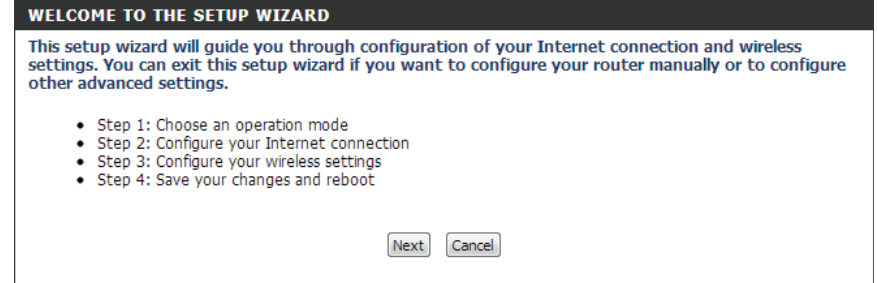 WELCOME TO THE SETUP WIZARD
This setup wizard will guide you through configuration of your Internet connection and wireless
settings. You can exit this setup wizard if you want to configure your router manually or to configure
other advanced settings.
• Step 1: Choose an operation mode
• Step 2: Configure your Internet connection
• Step 3: Configure your wireless settings
• Step 4: Save your changes and reboot
Next Cancel